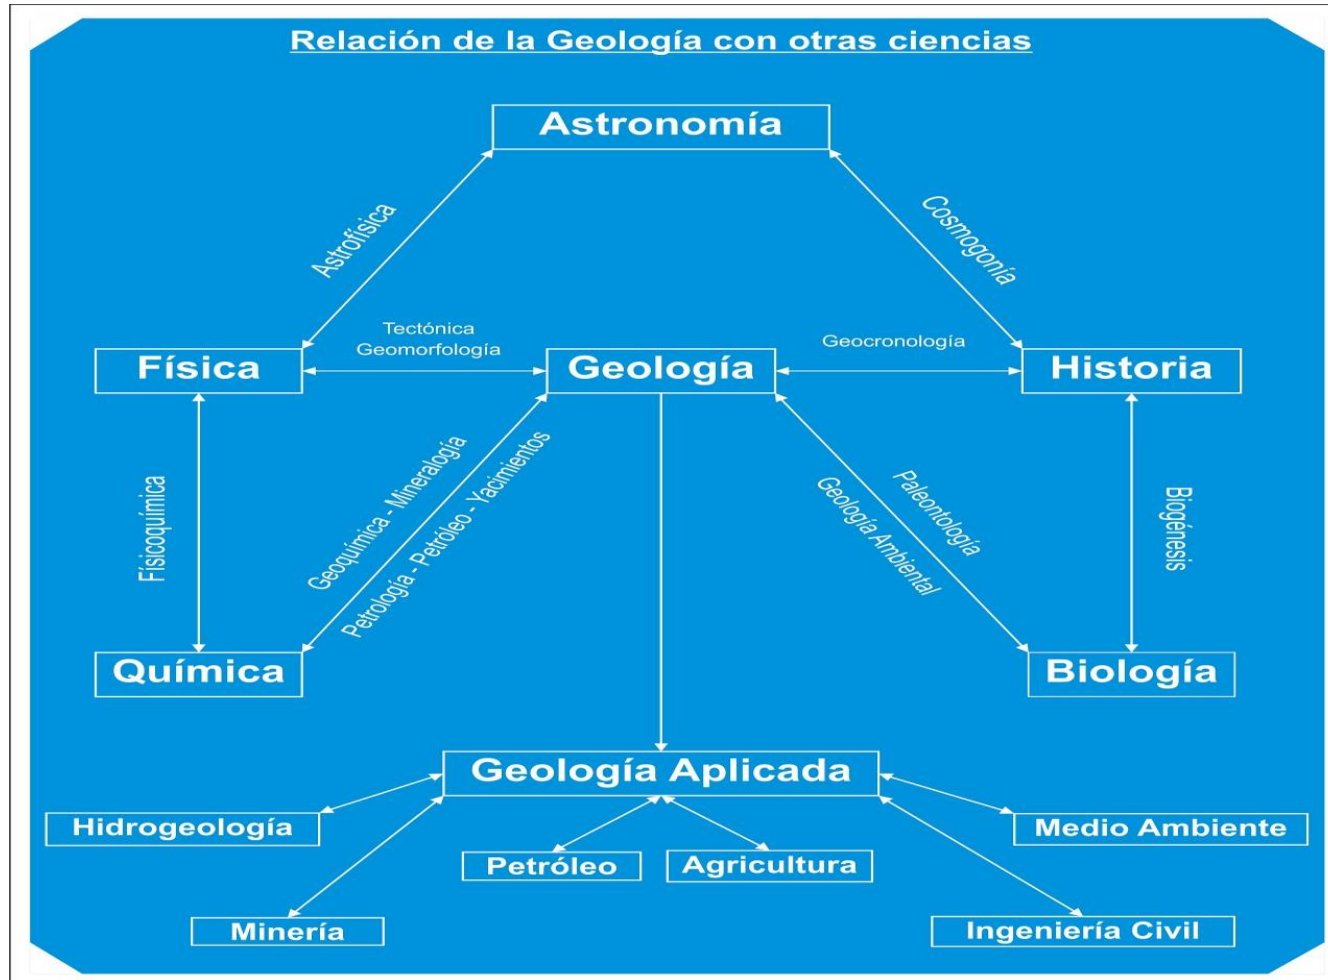 Relación de la Geología con otras ciencias
Astronomía
Astrofísica
Cosmogonía
Tectónica
Geomorfología
Geocronología
Física
Geología
Historia
Físicoquímica
Geoquímica - Mineralogía
Petrología - Petróleo - Yacimientos
Paleontología
Geología Ambiental
Biogénesis
Química
Biología
Geología Aplicada
Hidrogeología
Medio Ambiente
Petróleo
Agricultura
Minería
Ingeniería Civil